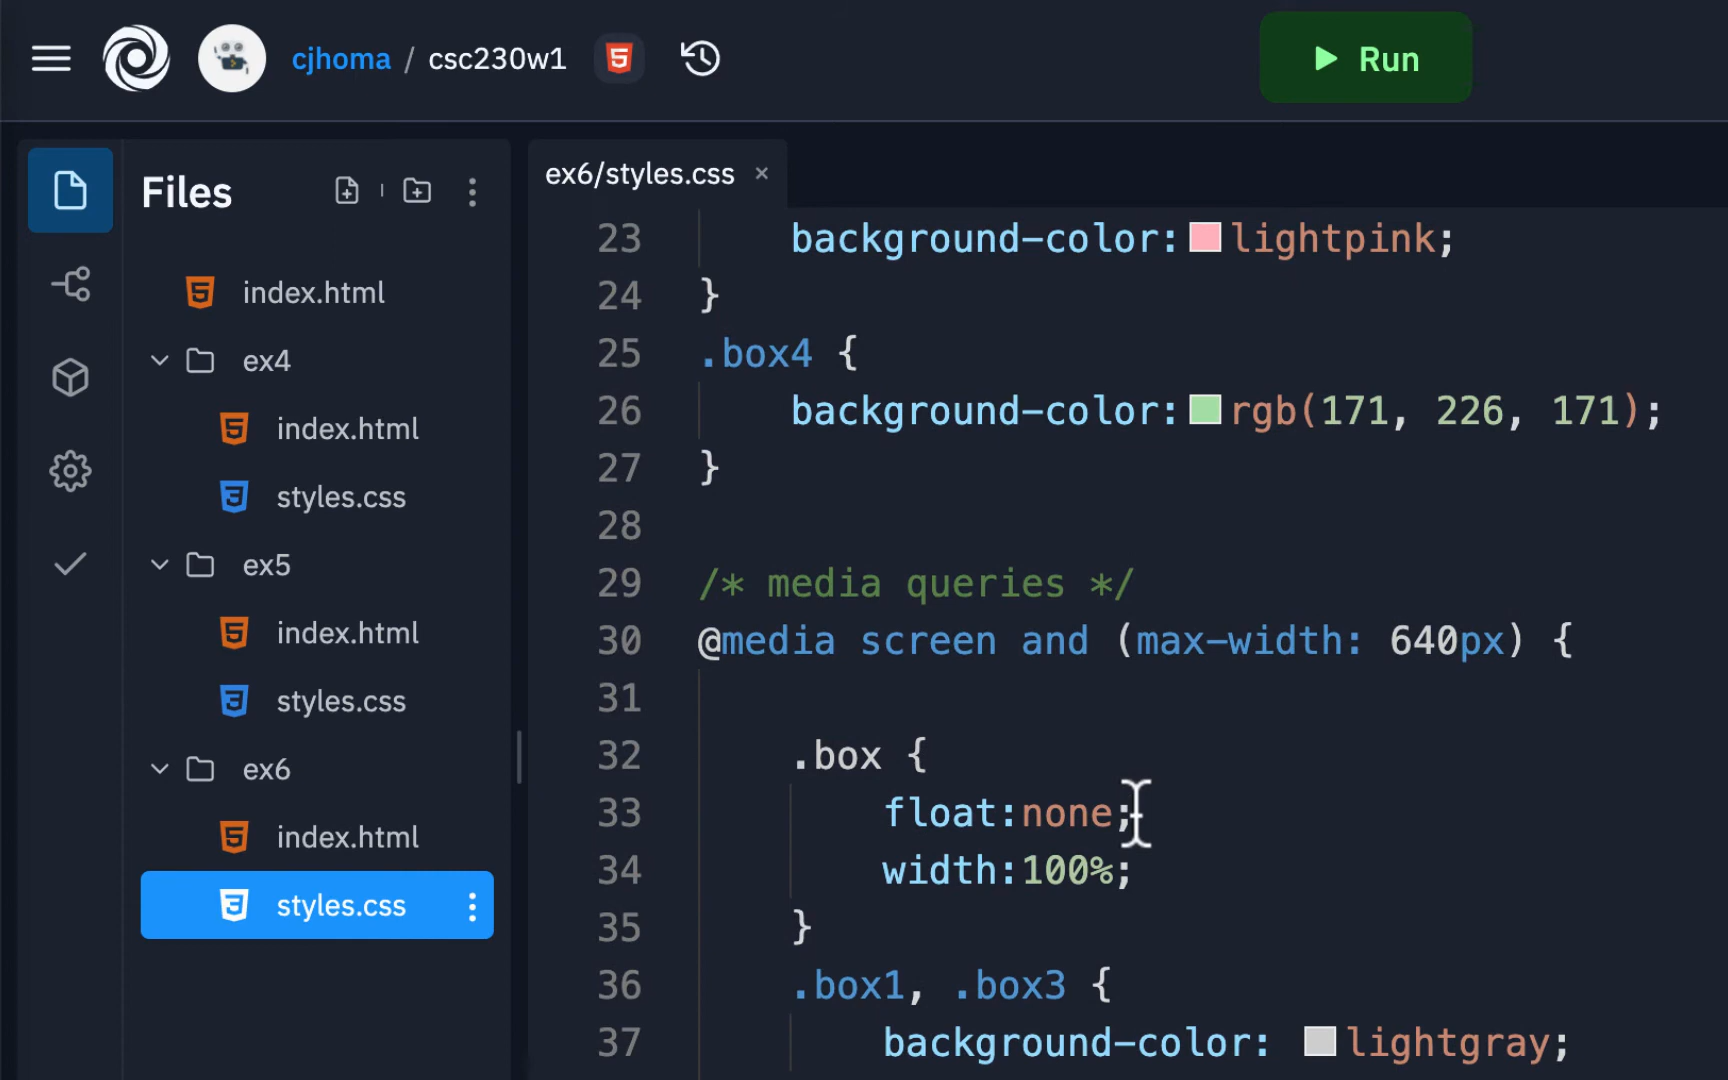 cjhoma / csc230w1
Run
Files
index.html
ex4
index.html
styles.css
ex5
index.html
styles.css
ex6
index.html
styles.css
ex6/styles.css ×
23 background-color: lightpink;
24 }
25 .box4 {
26 background-color: rgb(171, 226, 171);
27 }
28
29 /* media queries */
30 @media screen and (max-width: 640px) {
31
32 .box {
33 float:none;
34 width:100%;
35 }
36 .box1, .box3 {
37 background-color: lightgray;